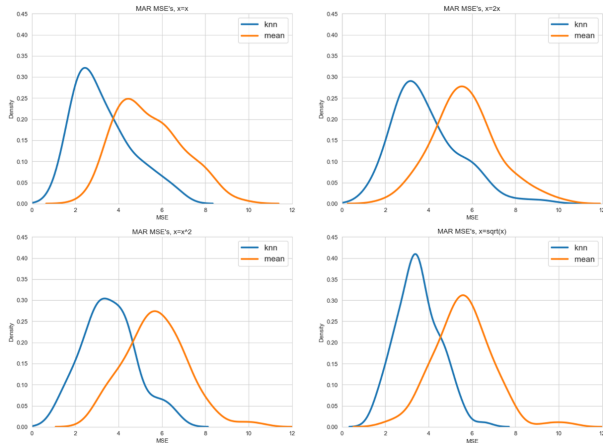 MAR MSE's, x=x
0.45
0.40
0.35
0.30
0.25
0.20
0.15
0.10
0.05
0.00
Density
knn
mean
0 2 4 6 8 10 12
MSE
MAR MSE's, x=2x
0.45
0.40
0.35
0.30
0.25
0.20
0.15
0.10
0.05
0.00
Density
knn
mean
0 2 4 6 8 10 12
MSE
MAR MSE's, x=x^2
0.45
0.40
0.35
0.30
0.25
0.20
0.15
0.10
0.05
0.00
Density
knn
mean
0 2 4 6 8 10 12
MSE
MAR MSE's, x=sqrt(x)
0.45
0.40
0.35
0.30
0.25
0.20
0.15
0.10
0.05
0.00
Density
knn
mean
0 2 4 6 8 10 12
MSE